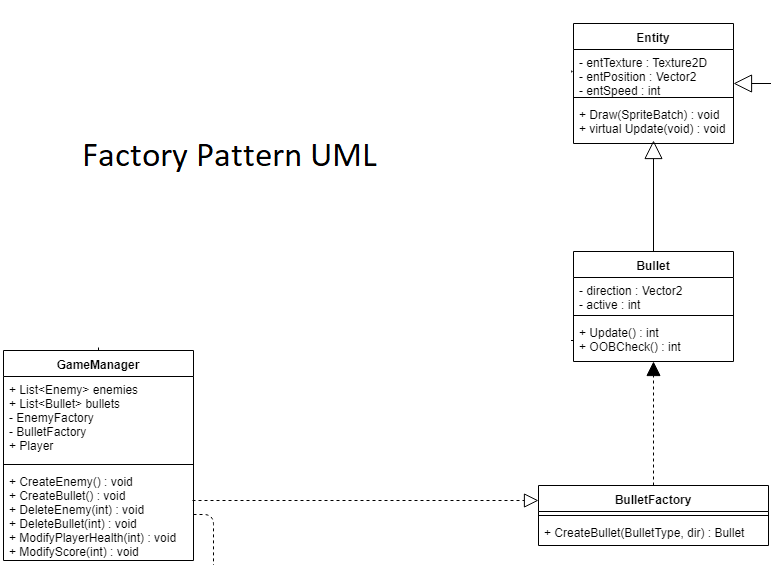 Entity
- entTexture : Texture2D
- entPosition : Vector2
- entSpeed : int
+ Draw(SpriteBatch) : void
+ virtual Update(void) : void
Factory Pattern UML
Bullet
- direction : Vector2
- active : int
+ Update() : int
+ OOBCheck() : int
GameManager
+ List<Enemy> enemies
+ List<Bullet> bullets
- EnemyFactory
- BulletFactory
+ Player
+ CreateEnemy() : void
+ CreateBullet() : void
+ DeleteEnemy(int) : void
+ DeleteBullet(int) : void
+ ModifyPlayerHealth(int) : void
+ ModifyScore(int) : void
BulletFactory
+ CreateBullet(BulletType, dir) : Bullet